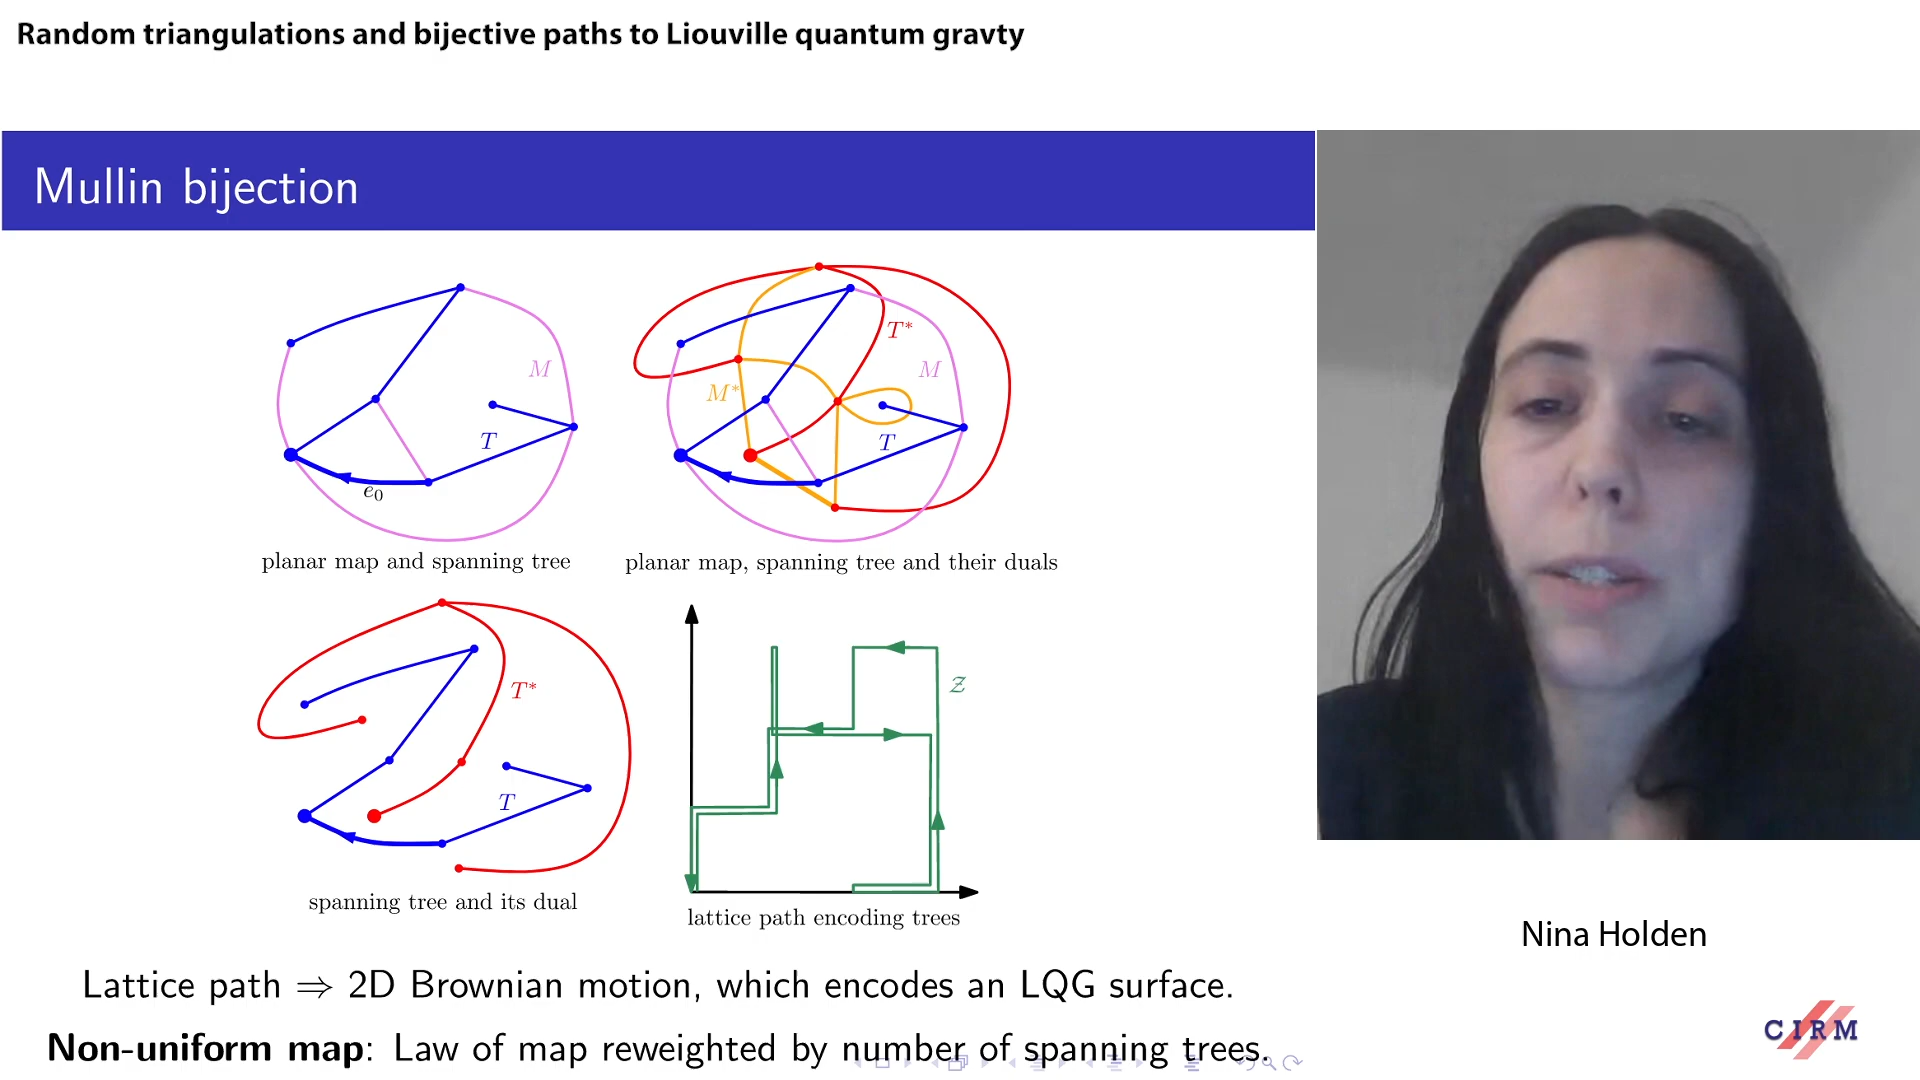 Random triangulations and bijective paths to Liouville quantum gravty
Mullin bijection
M
T
e₀
planar map and spanning tree
T*
M
M*
T
planar map, spanning tree and their duals
T*
T
spanning tree and its dual
𝒵
lattice path encoding trees
Lattice path ⇒ 2D Brownian motion, which encodes an LQG surface.
Non-uniform map: Law of map reweighted by number of spanning trees.
Nina Holden
CIRM